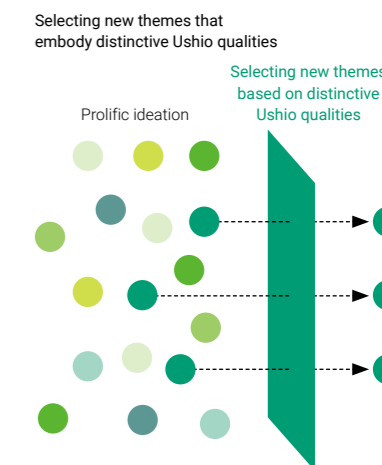 Selecting new themes that
embody distinctive Ushio qualities
Selecting new themes
based on distinctive
Ushio qualities
Prolific ideation